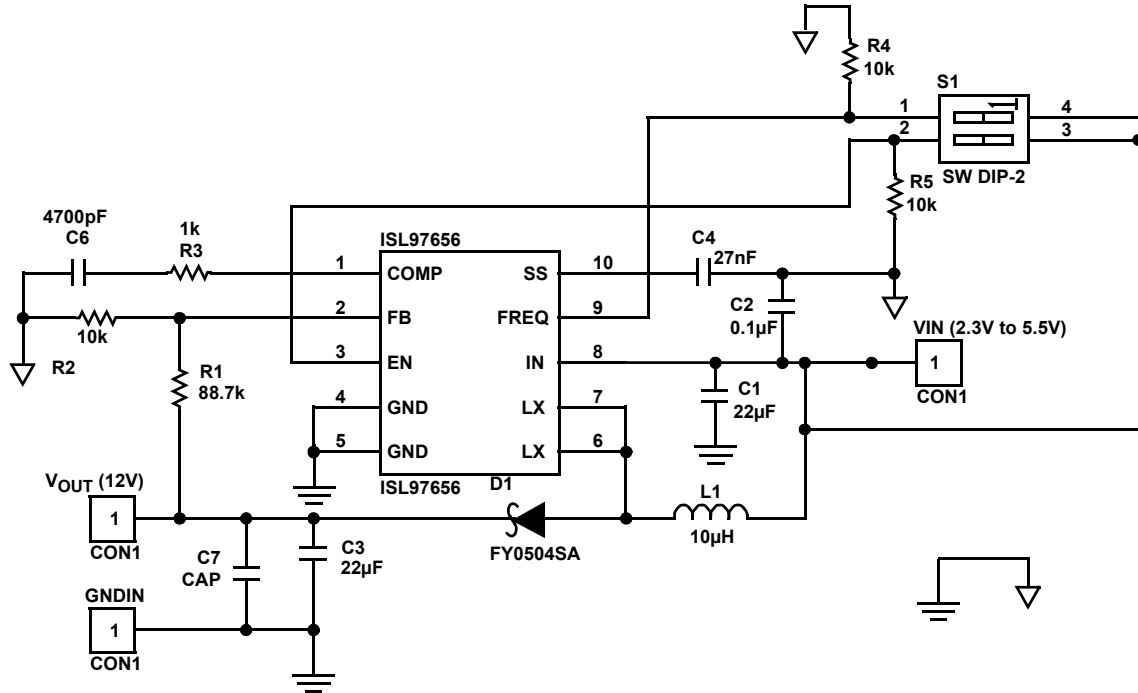 R4
10k
S1
1
4
2
3
SW DIP-2
R5
10k
4700pF
C6
1k
R3
ISL97656
C4
27nF
1
COMP
SS
10
C2
0.1µF
2
FB
FREQ
9
10k
R2
VIN (2.3V to 5.5V)
3
EN
IN
8
1
CON1
R1
88.7k
C1
22µF
4
GND
LX
7
5
GND
LX
6
ISL97656
D1
L1
10µH
VOUT (12V)
1
CON1
FY0504SA
C7
CAP
C3
22µF
GNDIN
1
CON1